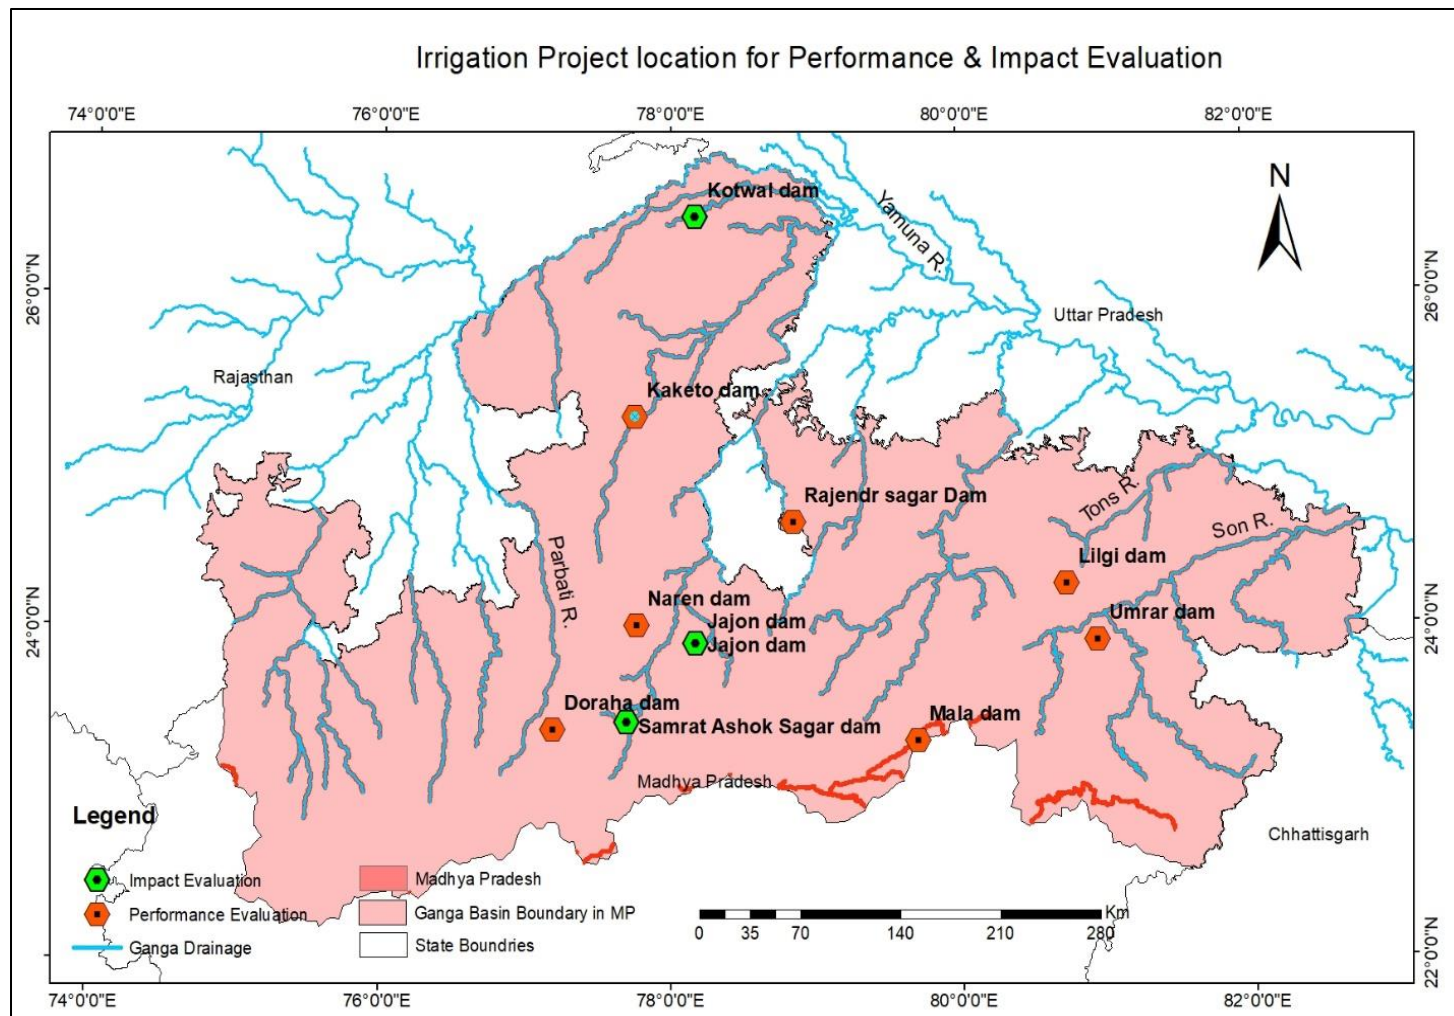 Irrigation Project location for Performance & Impact Evaluation
74°0'0"E
76°0'0"E
78°0'0"E
80°0'0"E
82°0'0"E
N
Kotwal dam
Yamuna R.
26°0'0"N
26°0'0"N
Uttar Pradesh
Rajasthan
Kaketo dam
Rajendr sagar Dam
Tons R.
Son R.
Parbati R.
Lilgi dam
Naren dam
Umrar dam
Jajon dam
Jajon dam
24°0'0"N
24°0'0"N
Doraha dam
Samrat Ashok Sagar dam
Mala dam
Madhya Pradesh
Chhattisgarh
Legend
Impact Evaluation
Performance Evaluation
Ganga Drainage
Madhya Pradesh
Ganga Basin Boundary in MP
State Boundries
Km
0 35 70 140 210 280
22°0'0"N
74°0'0"E
76°0'0"E
78°0'0"E
80°0'0"E
82°0'0"E